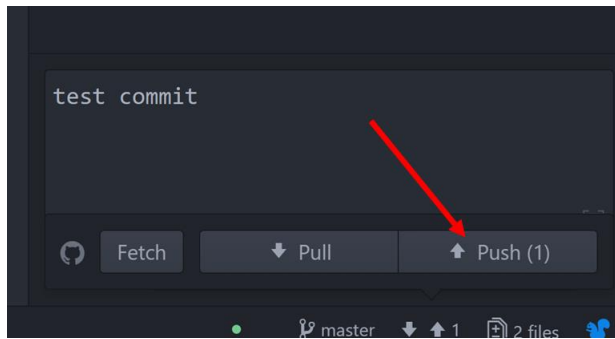 test commit
Fetch Pull Push (1)
master 1 2 files